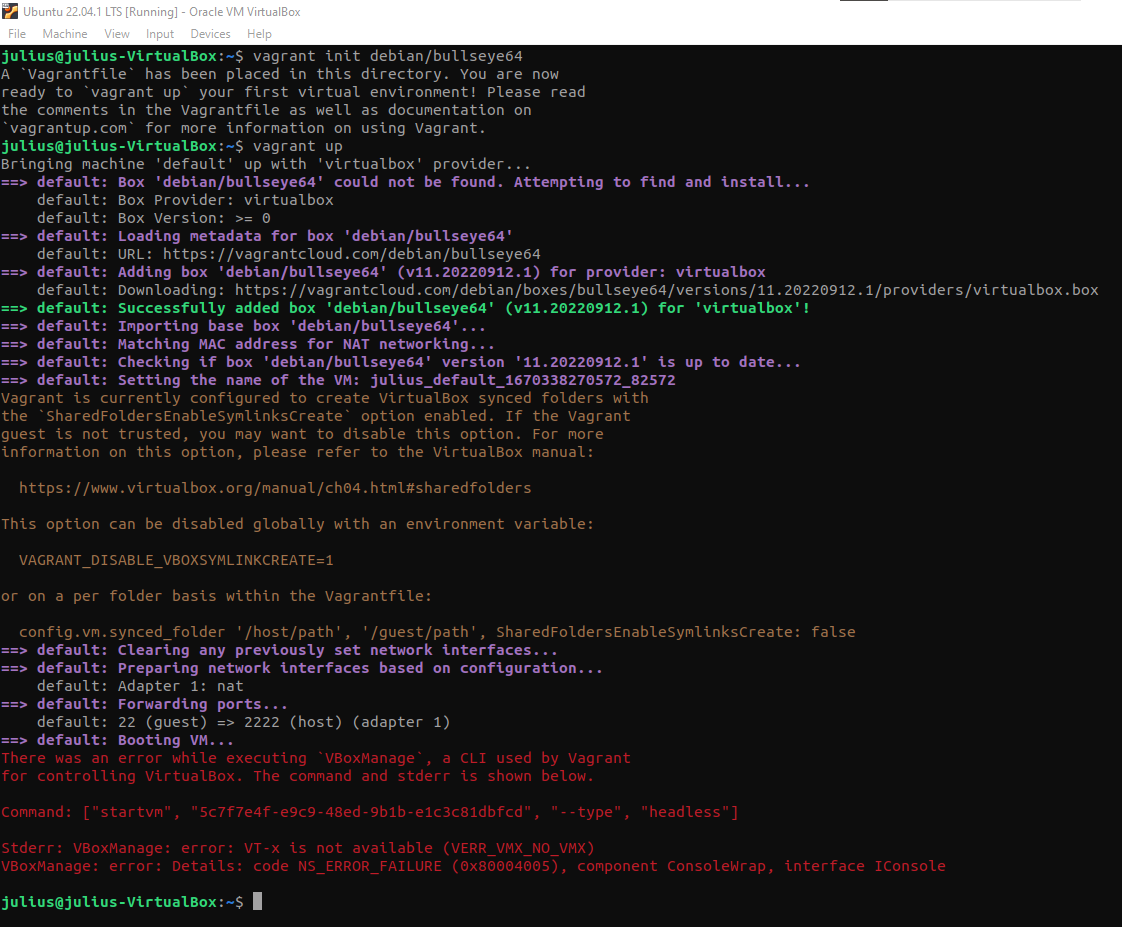 Ubuntu 22.04.1 LTS [Running] - Oracle VM VirtualBox
File Machine View Input Devices Help
julius@julius-VirtualBox:~$ vagrant init debian/bullseye64
A `Vagrantfile` has been placed in this directory. You are now
ready to `vagrant up` your first virtual environment! Please read
the comments in the Vagrantfile as well as documentation on
`vagrantup.com` for more information on using Vagrant.
julius@julius-VirtualBox:~$ vagrant up
Bringing machine 'default' up with 'virtualbox' provider...
==> default: Box 'debian/bullseye64' could not be found. Attempting to find and install...
    default: Box Provider: virtualbox
    default: Box Version: >= 0
==> default: Loading metadata for box 'debian/bullseye64'
    default: URL: https://vagrantcloud.com/debian/bullseye64
==> default: Adding box 'debian/bullseye64' (v11.20220912.1) for provider: virtualbox
    default: Downloading: https://vagrantcloud.com/debian/boxes/bullseye64/versions/11.20220912.1/providers/virtualbox.box
==> default: Successfully added box 'debian/bullseye64' (v11.20220912.1) for 'virtualbox'!
==> default: Importing base box 'debian/bullseye64'...
==> default: Matching MAC address for NAT networking...
==> default: Checking if box 'debian/bullseye64' version '11.20220912.1' is up to date...
==> default: Setting the name of the VM: julius_default_1670338270572_82572
Vagrant is currently configured to create VirtualBox synced folders with
the `SharedFoldersEnableSymlinksCreate` option enabled. If the Vagrant
guest is not trusted, you may want to disable this option. For more
information on this option, please refer to the VirtualBox manual:
  https://www.virtualbox.org/manual/ch04.html#sharedfolders
This option can be disabled globally with an environment variable:
  VAGRANT_DISABLE_VBOXSYMLINKCREATE=1
or on a per folder basis within the Vagrantfile:
  config.vm.synced_folder '/host/path', '/guest/path', SharedFoldersEnableSymlinksCreate: false
==> default: Clearing any previously set network interfaces...
==> default: Preparing network interfaces based on configuration...
    default: Adapter 1: nat
==> default: Forwarding ports...
    default: 22 (guest) => 2222 (host) (adapter 1)
==> default: Booting VM...
There was an error while executing `VBoxManage`, a CLI used by Vagrant
for controlling VirtualBox. The command and stderr is shown below.
Command: ["startvm", "5c7f7e4f-e9c9-48ed-9b1b-e1c3c81dbfcd", "--type", "headless"]
Stderr: VBoxManage: error: VT-x is not available (VERR_VMX_NO_VMX)
VBoxManage: error: Details: code NS_ERROR_FAILURE (0x80004005), component ConsoleWrap, interface IConsole
julius@julius-VirtualBox:~$